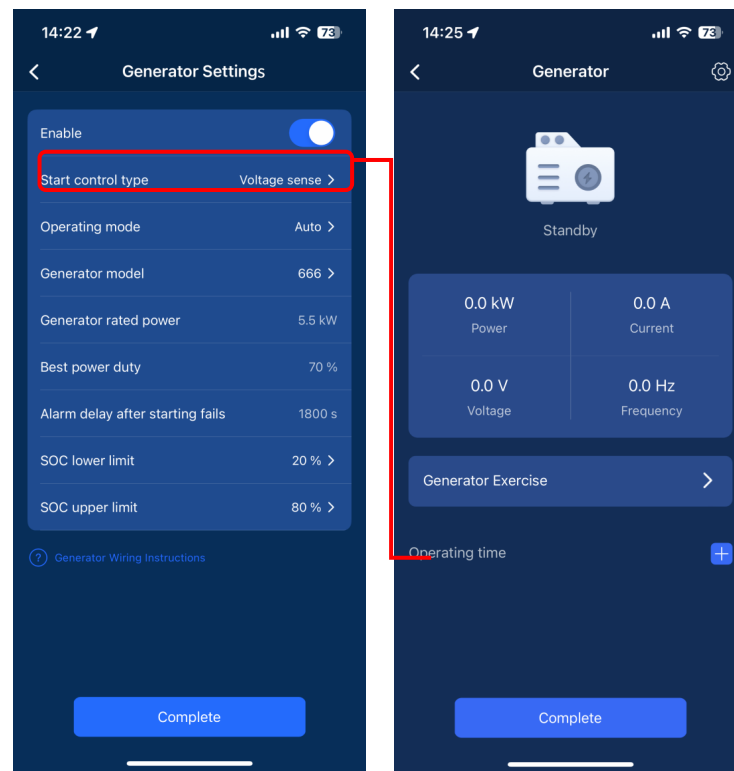 14:22
73
Generator Settings
Enable
Start control type Voltage sense
Operating mode Auto
Generator model 666
Generator rated power 5.5 kW
Best power duty 70 %
Alarm delay after starting fails 1800 s
SOC lower limit 20 %
SOC upper limit 80 %
? Generator Wiring Instructions
Complete
14:25
73
Generator
Standby
0.0 kW 0.0 A
Power Current
0.0 V 0.0 Hz
Voltage Frequency
Generator Exercise
Operating time
Complete